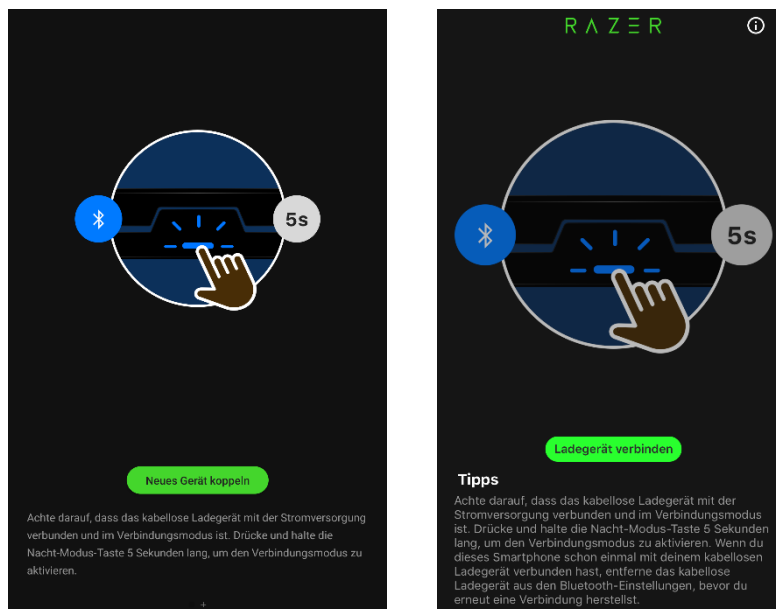 5s
Neues Gerät koppeln
Achte darauf, dass das kabellose Ladegerät mit der Stromversorgung
verbunden und im Verbindungsmodus ist. Drücke und halte die
Nacht-Modus-Taste 5 Sekunden lang, um den Verbindungsmodus zu
aktivieren.
RAZER
5s
Ladegerät verbinden
Tipps
Achte darauf, dass das kabellose Ladegerät mit der
Stromversorgung verbunden und im Verbindungsmodus
ist. Drücke und halte die Nacht-Modus-Taste 5 Sekunden
lang, um den Verbindungsmodus zu aktivieren. Wenn du
dieses Smartphone schon einmal mit deinem kabellosen
Ladegerät verbunden hast, entferne das kabellose
Ladegerät aus den Bluetooth-Einstellungen, bevor du
erneut eine Verbindung herstellst.